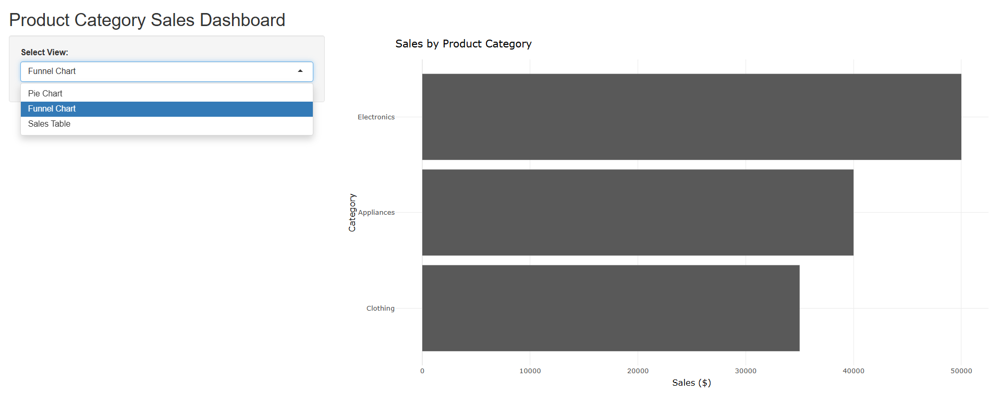 Product Category Sales Dashboard
Select View:
Funnel Chart
Pie Chart
Funnel Chart
Sales Table
Sales by Product Category
Category
Electronics
Appliances
Clothing
0 10000 20000 30000 40000 50000
Sales ($)